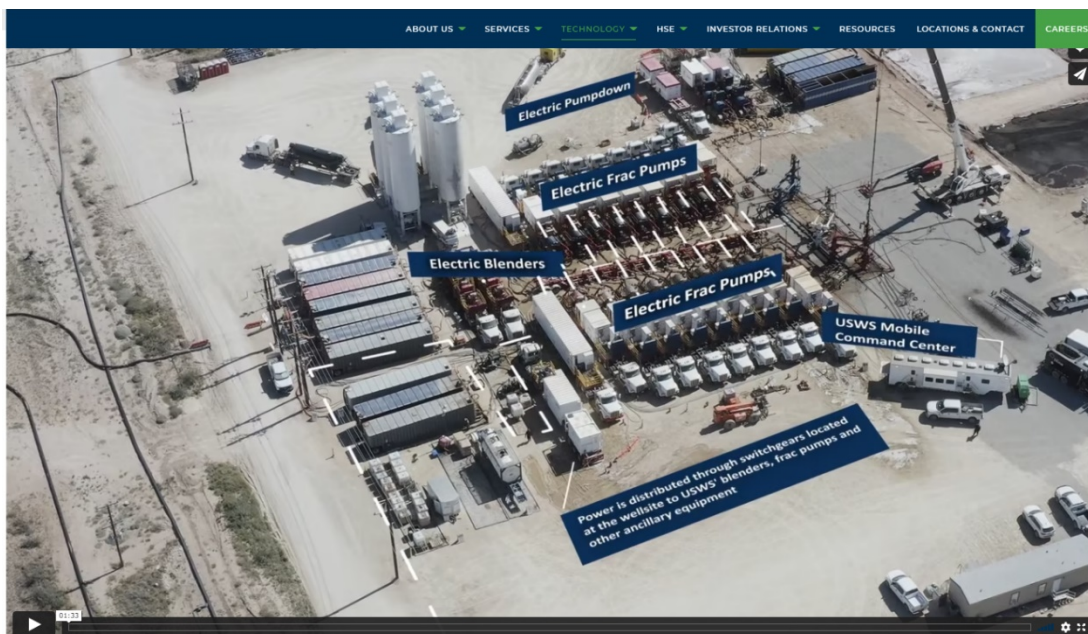 ABOUT US
SERVICES
TECHNOLOGY
HSE
INVESTOR RELATIONS
RESOURCES
LOCATIONS & CONTACT
CAREERS
Electric Pumpdown
Electric Frac Pumps
Electric Blenders
Electric Frac Pumps
USWS Mobile
Command Center
Power is distributed through switchgears located
at the wellsite to USWS' blenders, frac pumps and
other ancillary equipment
01:33